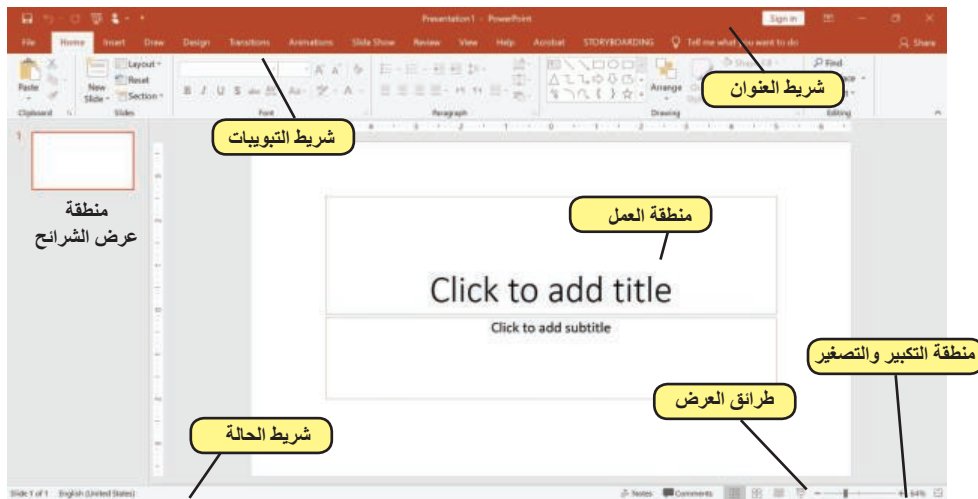 Presentation1 - PowerPoint
Sign in
File Home Insert Draw Design Transitions Animations Slide Show Review View Help Acrobat STORYBOARDING Tell me what you want to do Share
Paste
New Slide
Layout
Reset
Section
B I U S
Aa
A
Arrange
Find
Clipboard Slides Font Paragraph Drawing Editing
شريط العنوان
شريط التبويبات
1
منطقة
عرض الشرائح
منطقة العمل
Click to add title
Click to add subtitle
منطقة التكبير والتصغير
طرائق العرض
شريط الحالة
Slide 1 of 1 English (United States) Notes Comments 64%